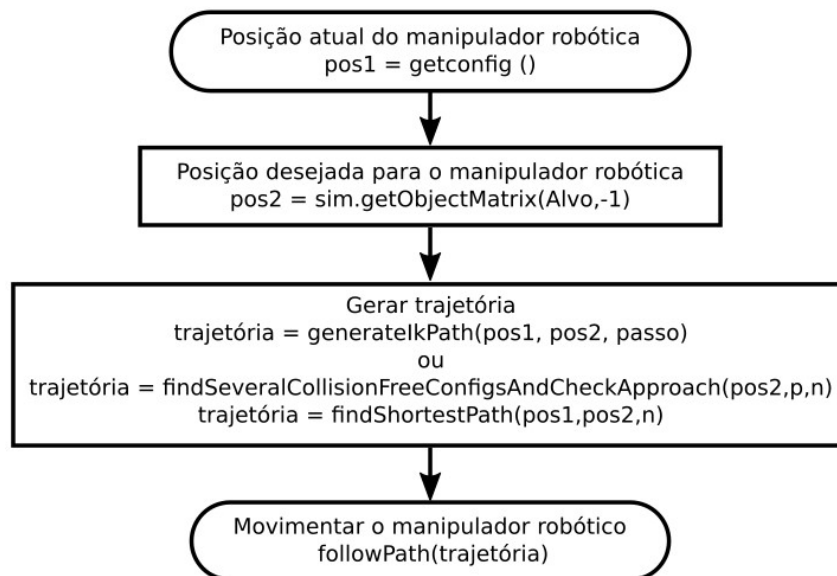 Posição atual do manipulador robótica
pos1 = getconfig ()
Posição desejada para o manipulador robótica
pos2 = sim.getObjectMatrix(Alvo,-1)
Gerar trajetória
trajetória = generateIkPath(pos1, pos2, passo)
ou
trajetória = findSeveralCollisionFreeConfigsAndCheckApproach(pos2,p,n)
trajetória = findShortestPath(pos1,pos2,n)
Movimentar o manipulador robótico
followPath(trajetória)